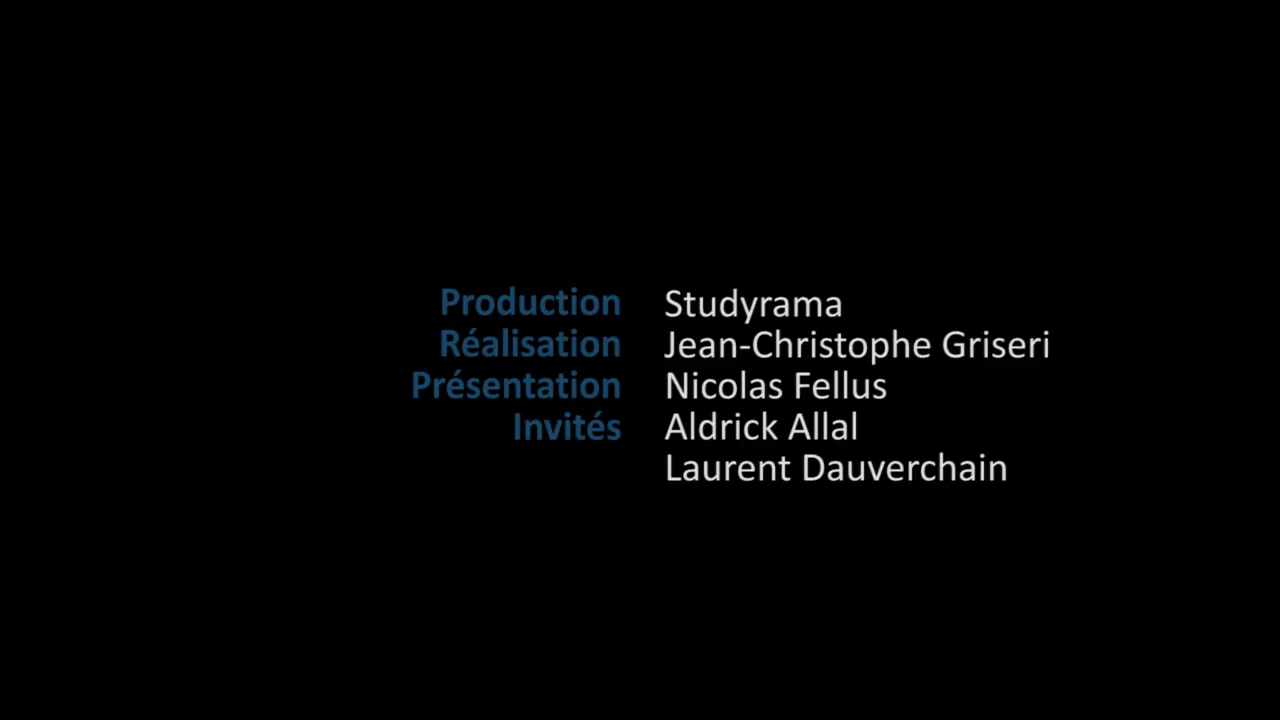 Production Studyrama
Réalisation Jean-Christophe Griseri
Présentation Nicolas Fellus
Invités Aldrick Allal
Laurent Dauverchain